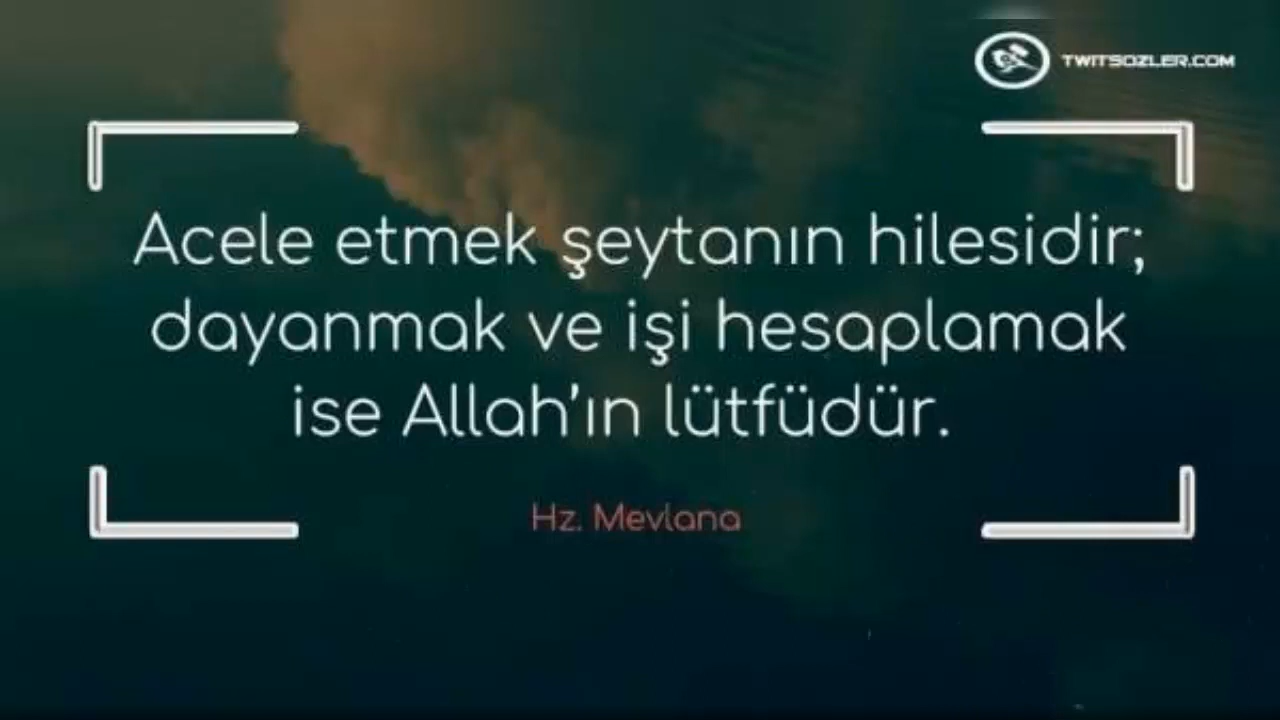 TWITSOZLER.COM
Acele etmek şeytanın hilesidir;
dayanmak ve işi hesaplamak
ise Allah’ın lütfüdür.
Hz. Mevlana